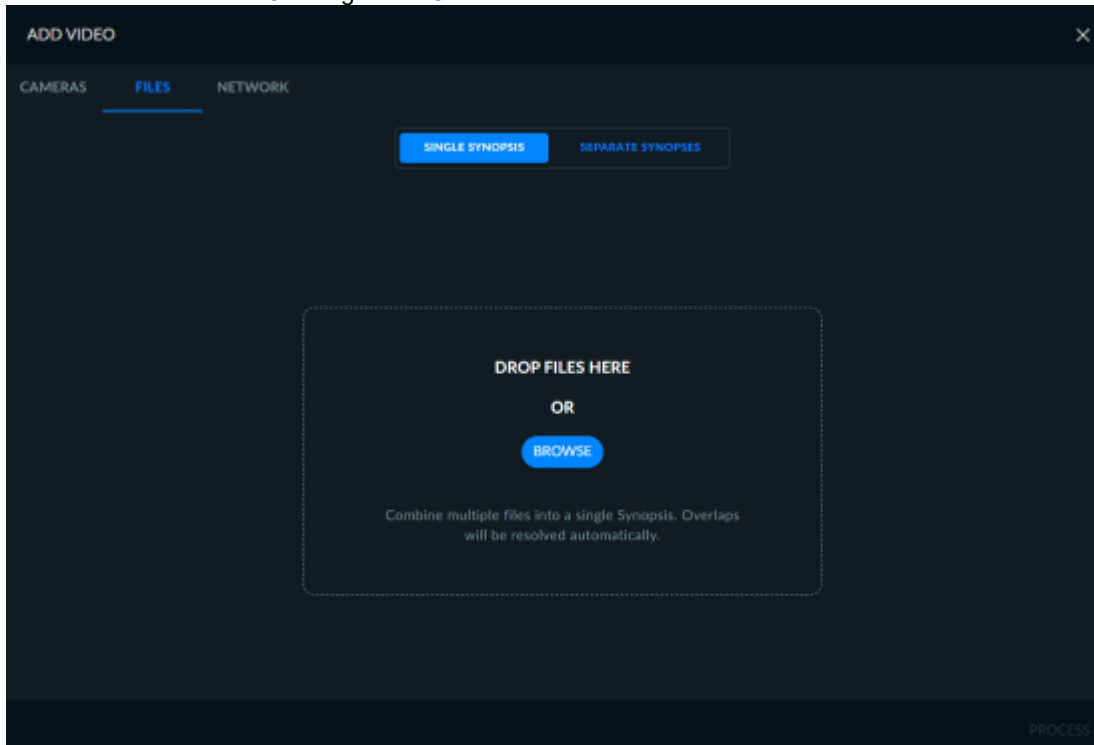 ADD VIDEO
CAMERAS FILES NETWORK
SINGLE SYNOPSIS SEPARATE SYNOPSES
DROP FILES HERE
OR
BROWSE
Combine multiple files into a single Synopsis. Overlaps
will be resolved automatically.
PROCESS